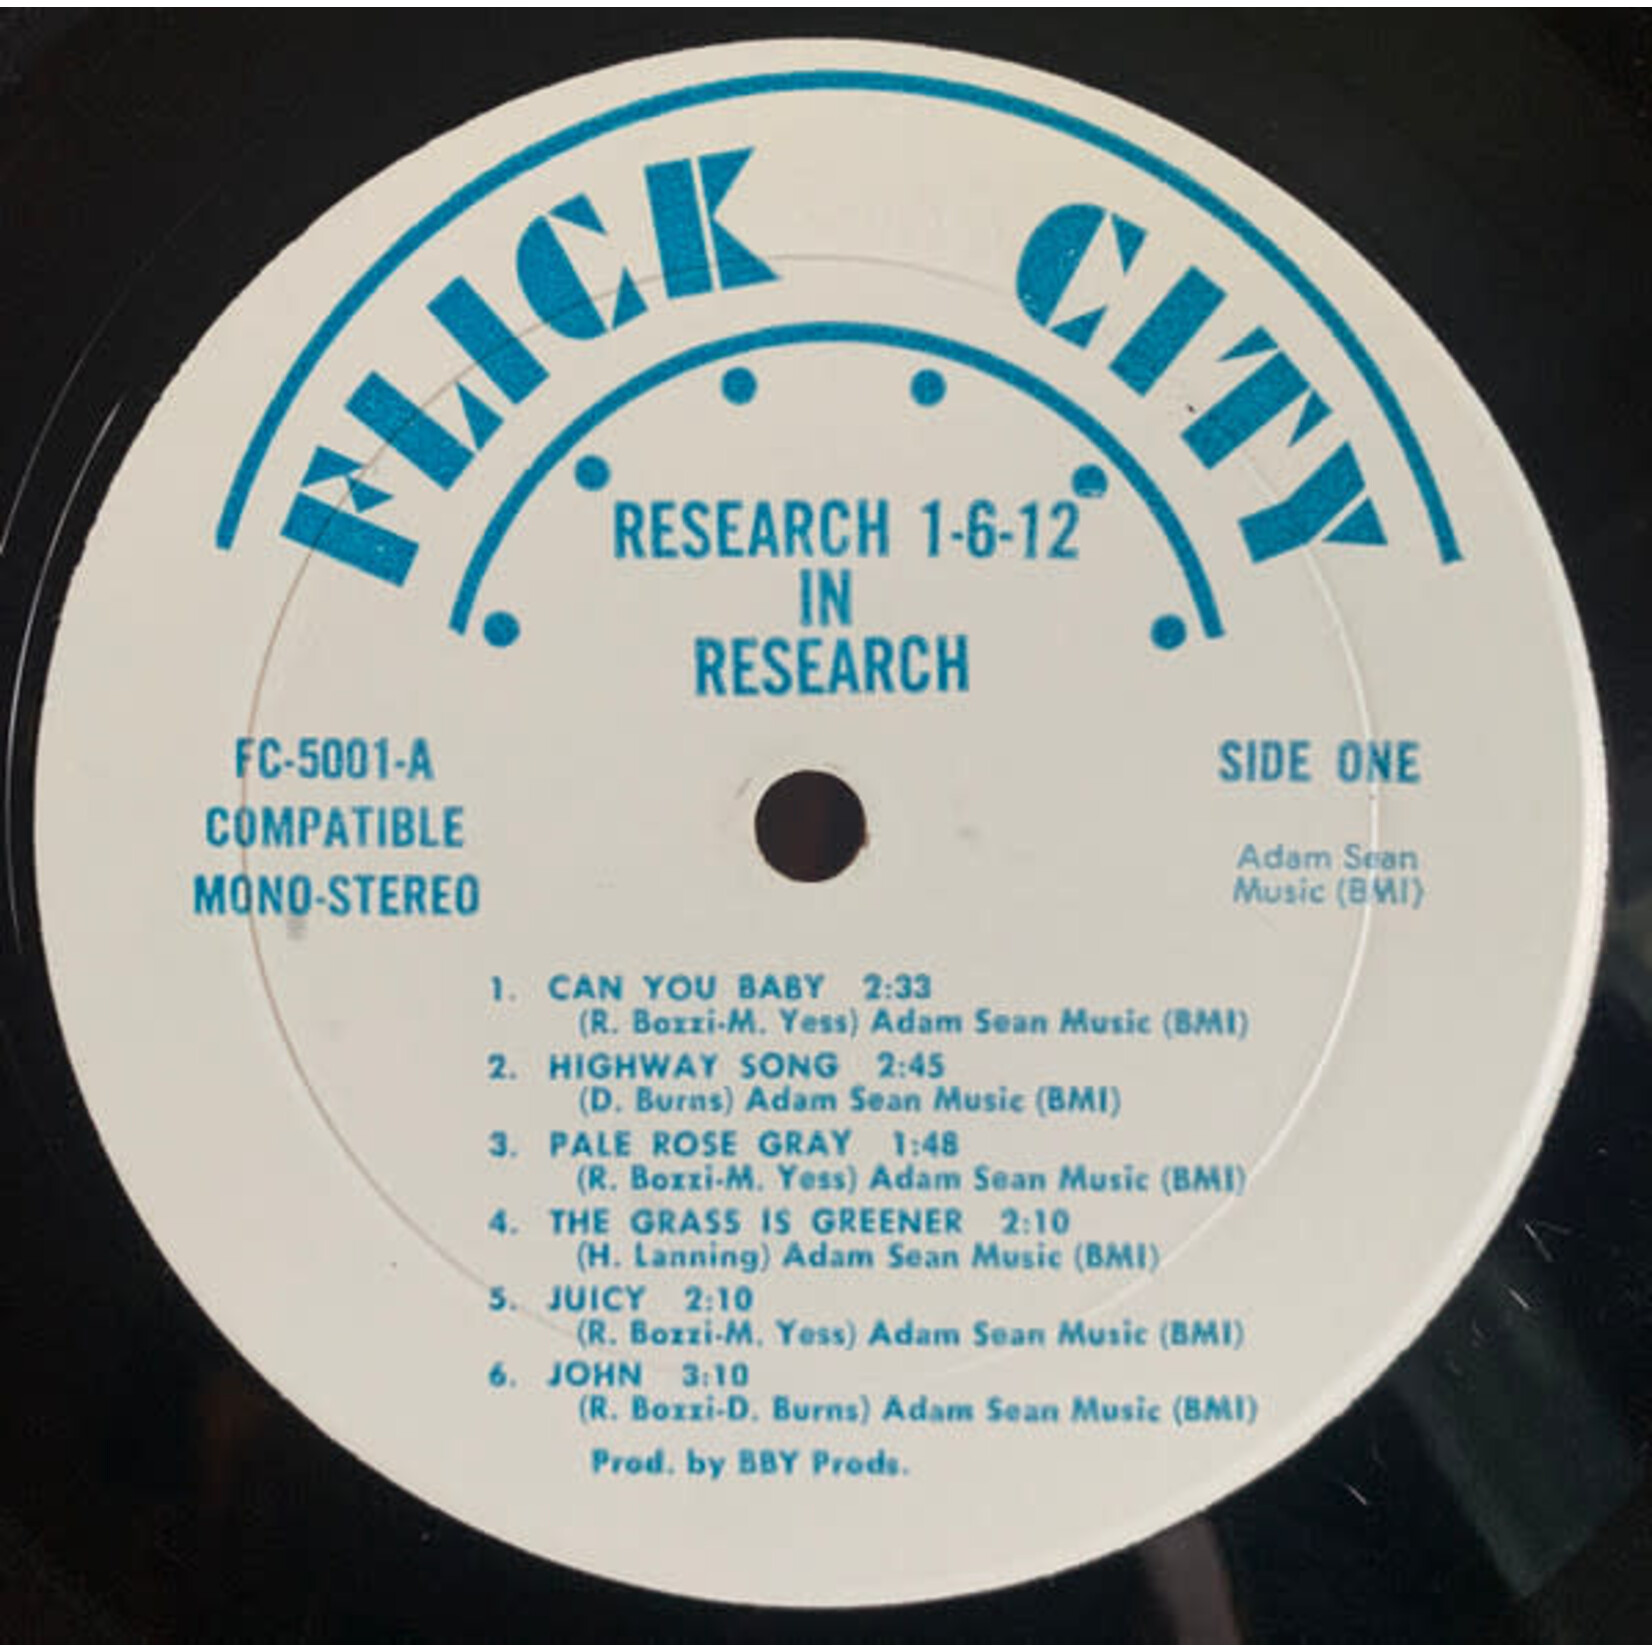 FLICK CITY
RESEARCH 1-6-12
IN
RESEARCH
FC-5001-A
COMPATIBLE
MONO-STEREO
SIDE ONE
Adam Sean
Music (BMI)
1. CAN YOU BABY 2:33
(R. Bozzi-M. Yess) Adam Sean Music (BMI)
2. HIGHWAY SONG 2:45
(D. Burns) Adam Sean Music (BMI)
3. PALE ROSE GRAY 1:48
(R. Bozzi-M. Yess) Adam Sean Music (BMI)
4. THE GRASS IS GREENER 2:10
(H. Lanning) Adam Sean Music (BMI)
5. JUICY 2:10
(R. Bozzi-M. Yess) Adam Sean Music (BMI)
6. JOHN 3:10
(R. Bozzi-D. Burns) Adam Sean Music (BMI)
Prod. by BBY Prods.